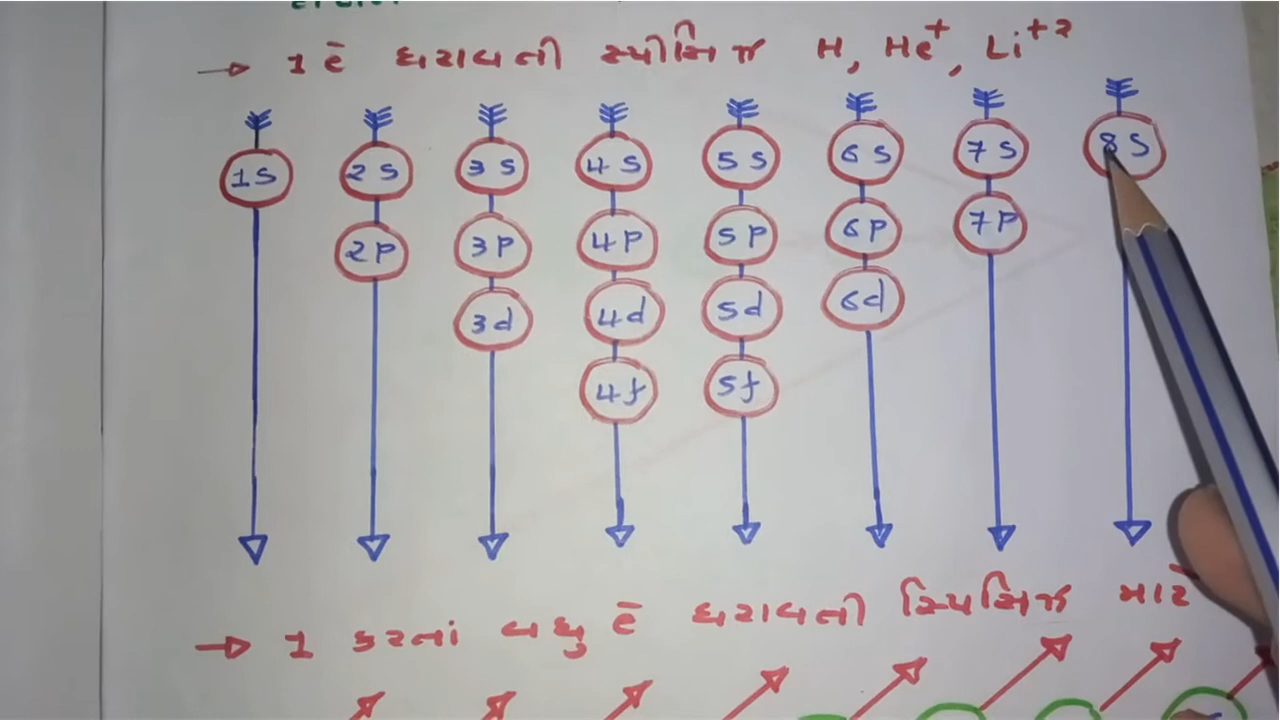 → 1 ē ધરાવતી સ્પીસિજ H, He⁺, Li⁺²
1s 2s 3s 4s 5s 6s 7s 8s
2p 3p 4p 5p 6p 7p
3d 4d 5d 6d
4f 5f
→ 1 કરતાં વધુ ē ધરાવતી સ્પિસિજ માટે